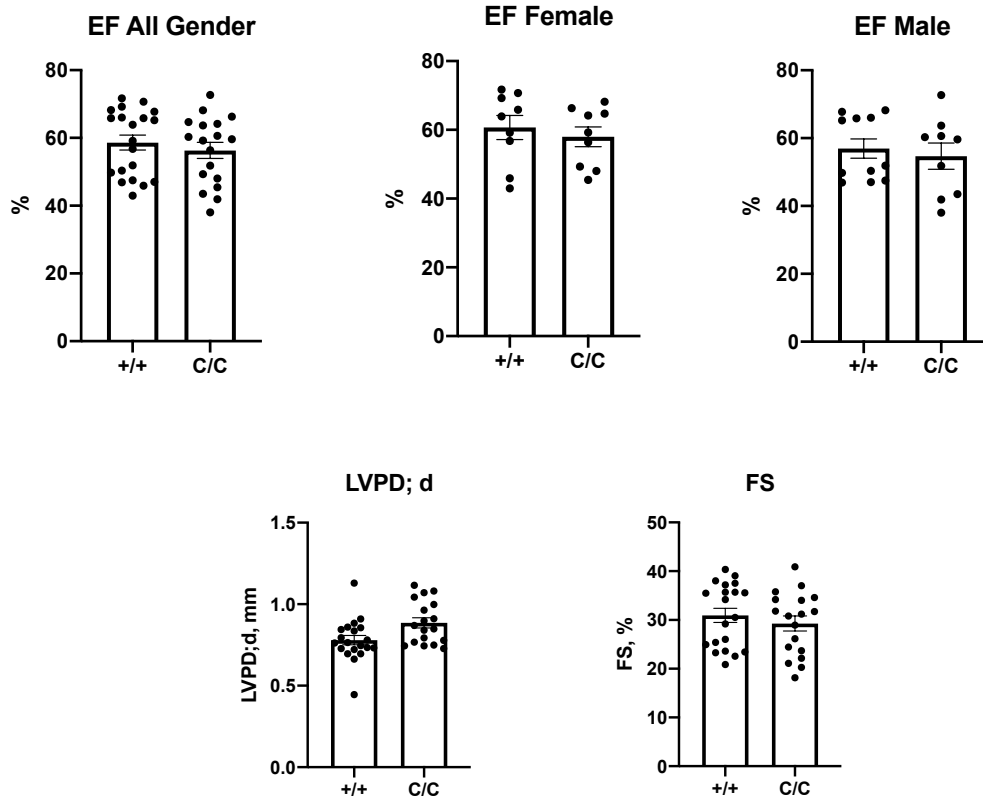 EF All Gender
80
60
40
20
0
%
+/+
C/C
EF Female
80
60
40
20
0
%
+/+
C/C
EF Male
80
60
40
20
0
%
+/+
C/C
LVPD; d
1.5
1.0
0.5
0.0
LVPD;d, mm
+/+
C/C
FS
50
40
30
20
10
0
FS, %
+/+
C/C